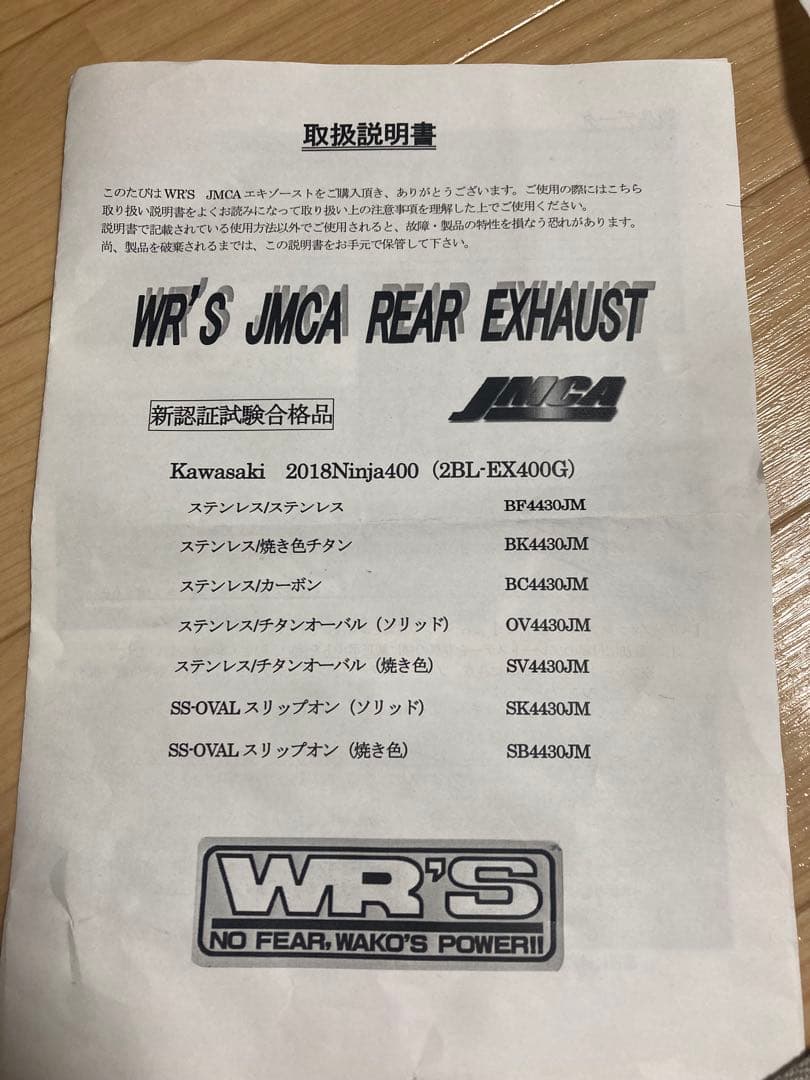 取扱説明書
このたびは WR'S　JMCA エキゾーストをご購入頂き、ありがとうございます。ご使用の際にはこちら
取り扱い説明書をよくお読みになって取り扱い上の注意事項を理解した上でご使用ください。
説明書で記載されている使用方法以外でご使用されると、故障・製品の特性を損なう恐れがあります。
尚、製品を破棄されるまでは、この説明書をお手元で保管して下さい。
WR'S JMCA REAR EXHAUST
JMCA
新認証試験合格品
Kawasaki　2018Ninja400（2BL-EX400G）
ステンレス/ステンレス　BF4430JM
ステンレス/焼き色チタン　BK4430JM
ステンレス/カーボン　BC4430JM
ステンレス/チタンオーバル（ソリッド）　OV4430JM
ステンレス/チタンオーバル（焼き色）　SV4430JM
SS-OVAL スリップオン（ソリッド）　SK4430JM
SS-OVAL スリップオン（焼き色）　SB4430JM
WR'S
NO FEAR, WAKO'S POWER!!